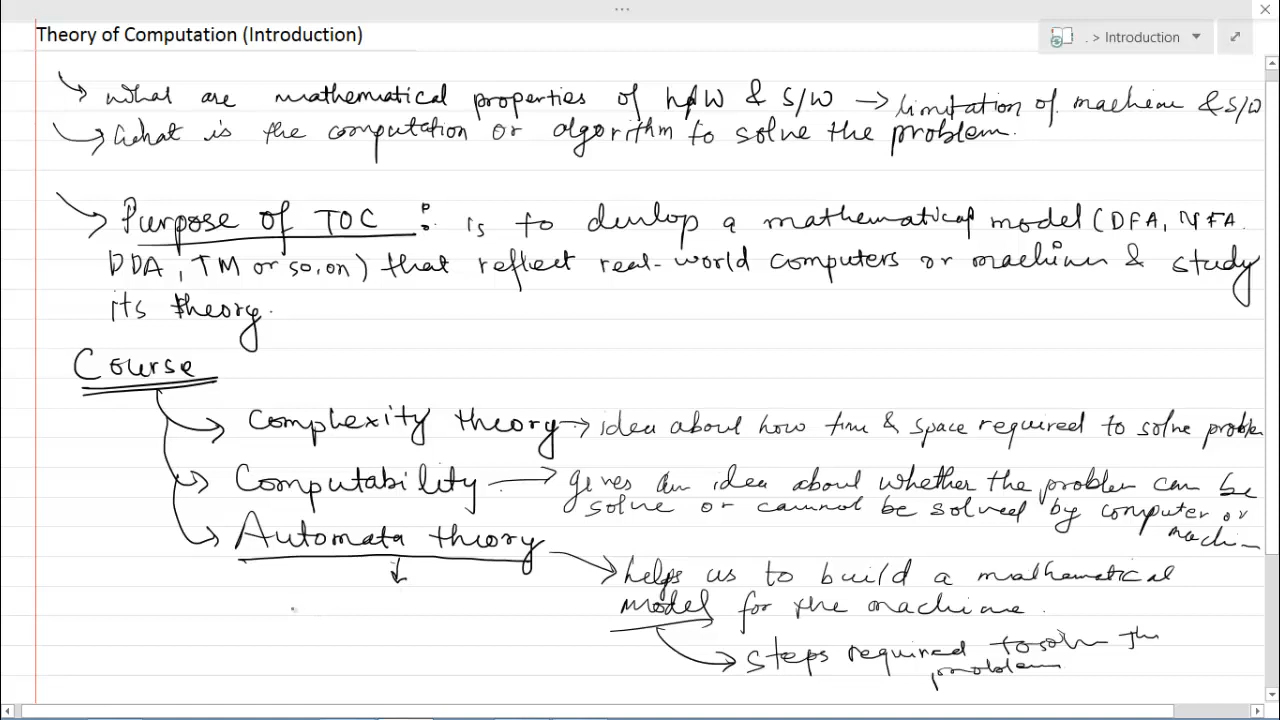 Theory of Computation (Introduction)
. > Introduction
What are mathematical properties of H/W & S/W → limitation of machine & S/W
What is the computation or algorithm to solve the problem.
Purpose of TOC : is to develop a mathematical model (DFA, NFA
PDA, TM or so, on) that reflect real-world computers or machines & study
its theory.
Course
Complexity theory → idea about how time & space required to solve problem
Computability → gives an idea about whether the problem can be
solve or cannot be solved by computer or
machine
Automata theory
helps us to build a mathematical
model for the machine.
steps required to solve the
problem